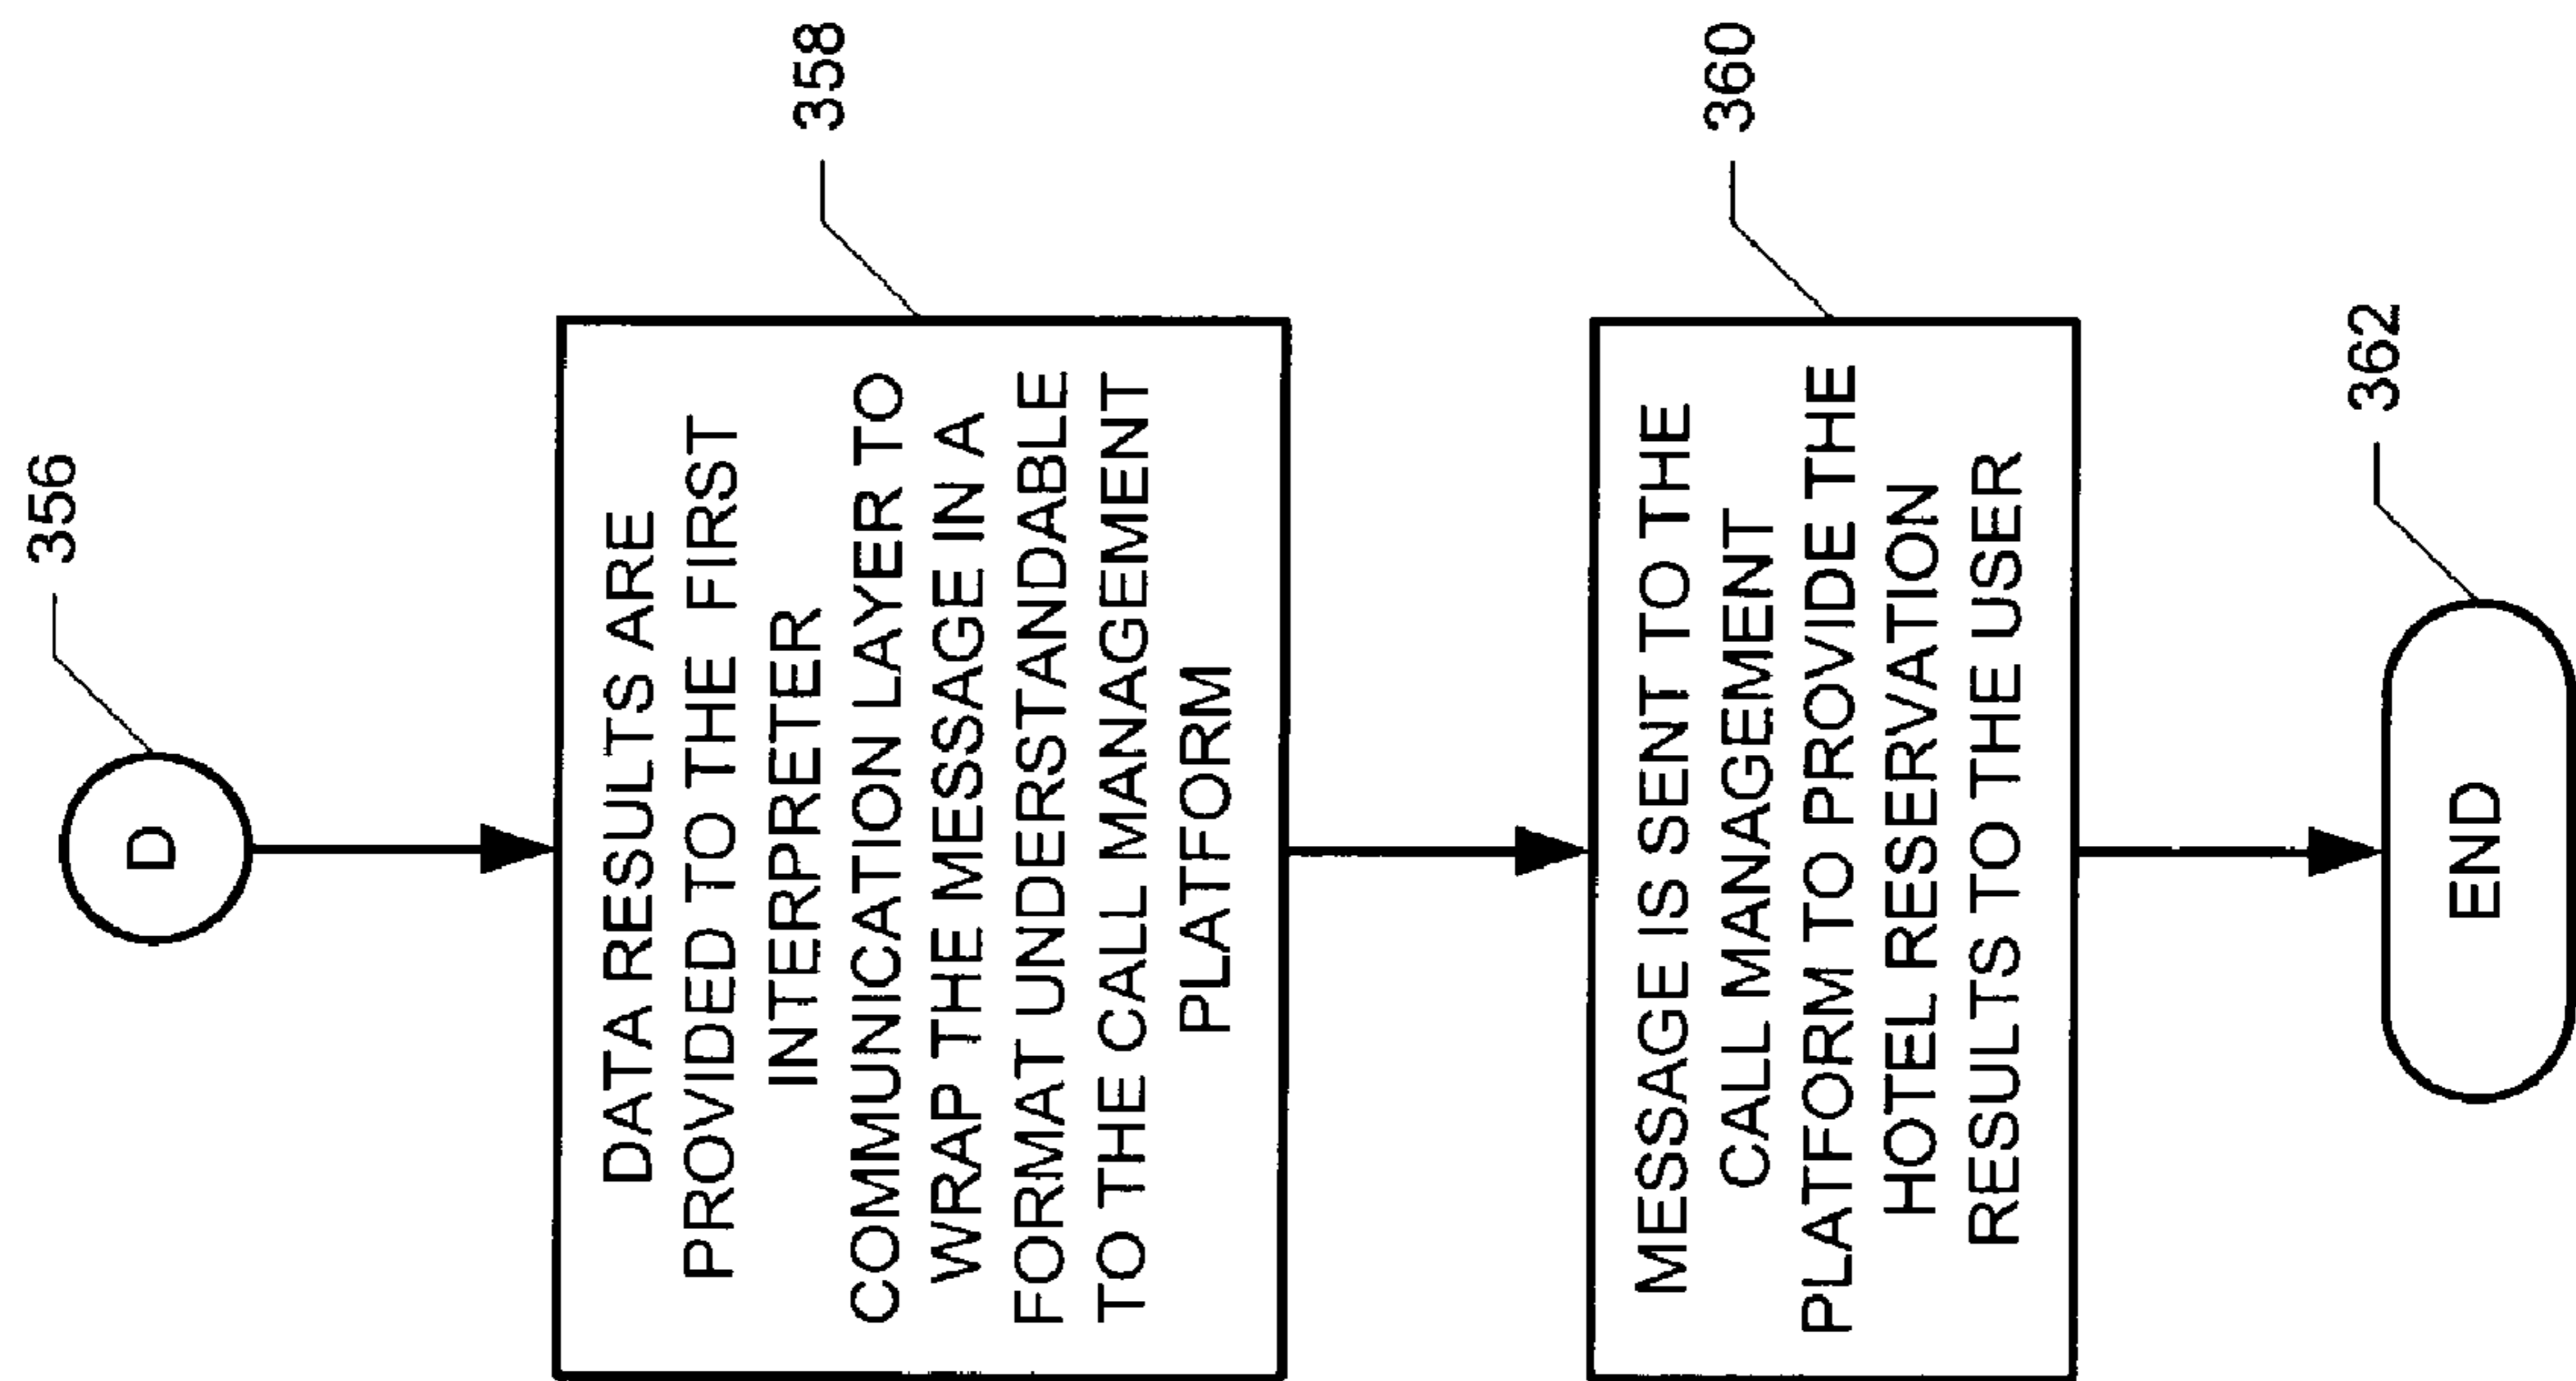 356
D
358
DATA RESULTS ARE
PROVIDED TO THE FIRST
INTERPRETER
COMMUNICATION LAYER TO
WRAP THE MESSAGE IN A
FORMAT UNDERSTANDABLE
TO THE CALL MANAGEMENT
PLATFORM
360
MESSAGE IS SENT TO THE
CALL MANAGEMENT
PLATFORM TO PROVIDE THE
HOTEL RESERVATION
RESULTS TO THE USER
362
END